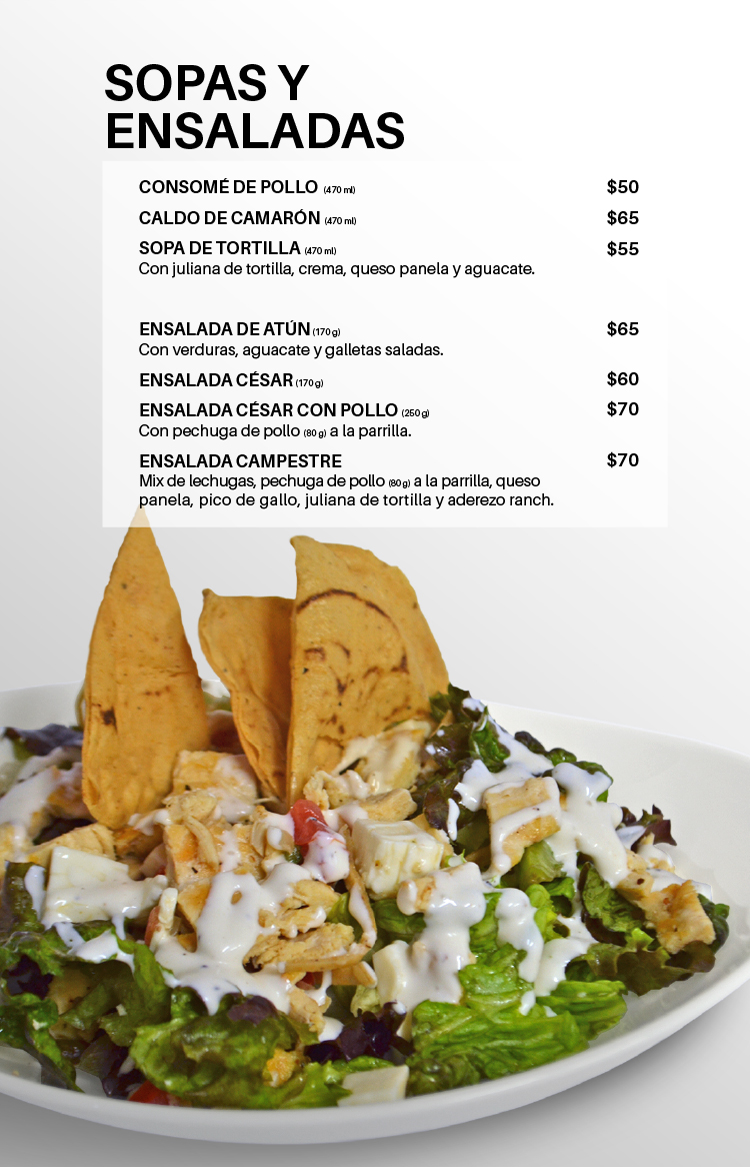 SOPAS Y
ENSALADAS
CONSOMÉ DE POLLO (470 ml) $50
CALDO DE CAMARÓN (470 ml) $65
SOPA DE TORTILLA (470 ml) $55
Con juliana de tortilla, crema, queso panela y aguacate.
ENSALADA DE ATÚN (170 g) $65
Con verduras, aguacate y galletas saladas.
ENSALADA CÉSAR (170 g) $60
ENSALADA CÉSAR CON POLLO (250 g) $70
Con pechuga de pollo (80 g) a la parrilla.
ENSALADA CAMPESTRE $70
Mix de lechugas, pechuga de pollo (80 g) a la parrilla, queso
panela, pico de gallo, juliana de tortilla y aderezo ranch.